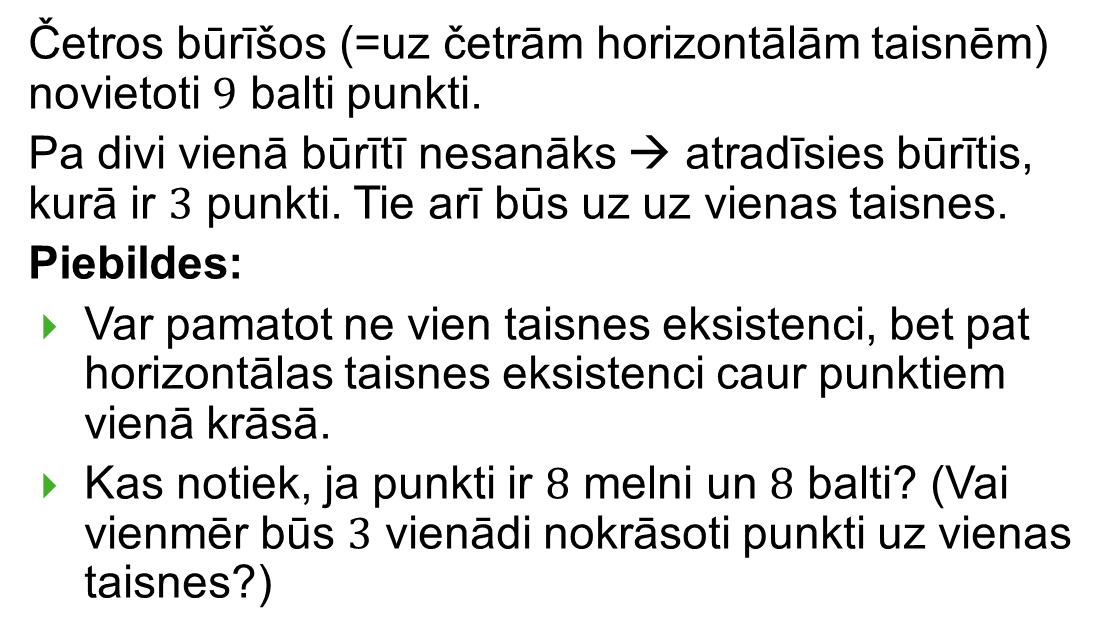 Četros būrīšos (=uz četrām horizontālām taisnēm)
novietoti 9 balti punkti.
Pa divi vienā būrītī nesanāks → atradīsies būrītis,
kurā ir 3 punkti. Tie arī būs uz uz vienas taisnes.
Piebildes:
Var pamatot ne vien taisnes eksistenci, bet pat
horizontālas taisnes eksistenci caur punktiem
vienā krāsā.
Kas notiek, ja punkti ir 8 melni un 8 balti? (Vai
vienmēr būs 3 vienādi nokrāsoti punkti uz vienas
taisnes?)